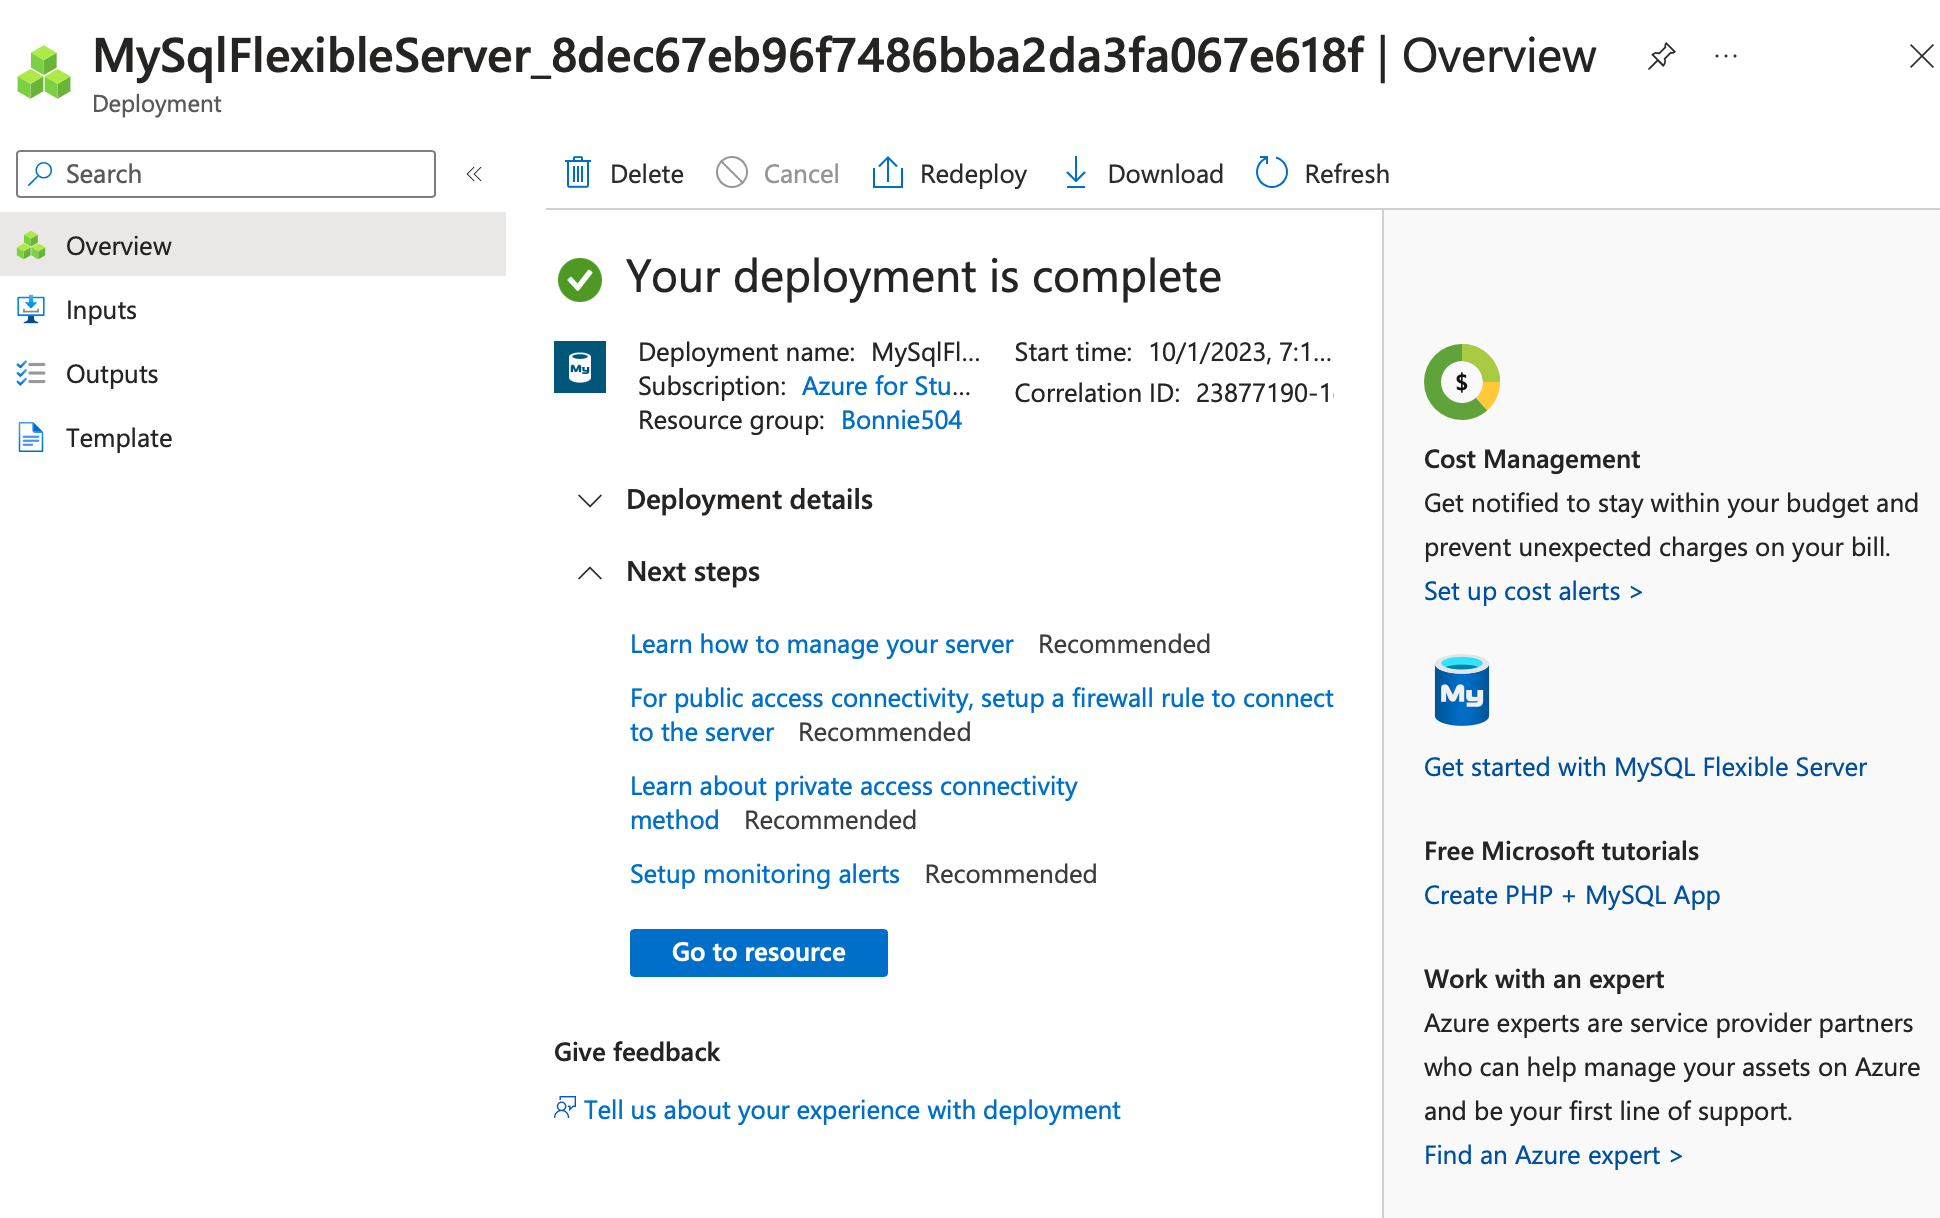 MySqlFlexibleServer_8dec67eb96f7486bba2da3fa067e618f | Overview
Deployment
Search
«
Delete
Cancel
Redeploy
Download
Refresh
Overview
Inputs
Outputs
Template
Your deployment is complete
My
Deployment name: MySqlFl...
Subscription: Azure for Stu...
Resource group: Bonnie504
Start time: 10/1/2023, 7:1...
Correlation ID: 23877190-1
Deployment details
Next steps
Learn how to manage your server Recommended
For public access connectivity, setup a firewall rule to connect
to the server Recommended
Learn about private access connectivity
method Recommended
Setup monitoring alerts Recommended
Go to resource
Give feedback
Tell us about your experience with deployment
$
Cost Management
Get notified to stay within your budget and
prevent unexpected charges on your bill.
Set up cost alerts >
My
Get started with MySQL Flexible Server
Free Microsoft tutorials
Create PHP + MySQL App
Work with an expert
Azure experts are service provider partners
who can help manage your assets on Azure
and be your first line of support.
Find an Azure expert >